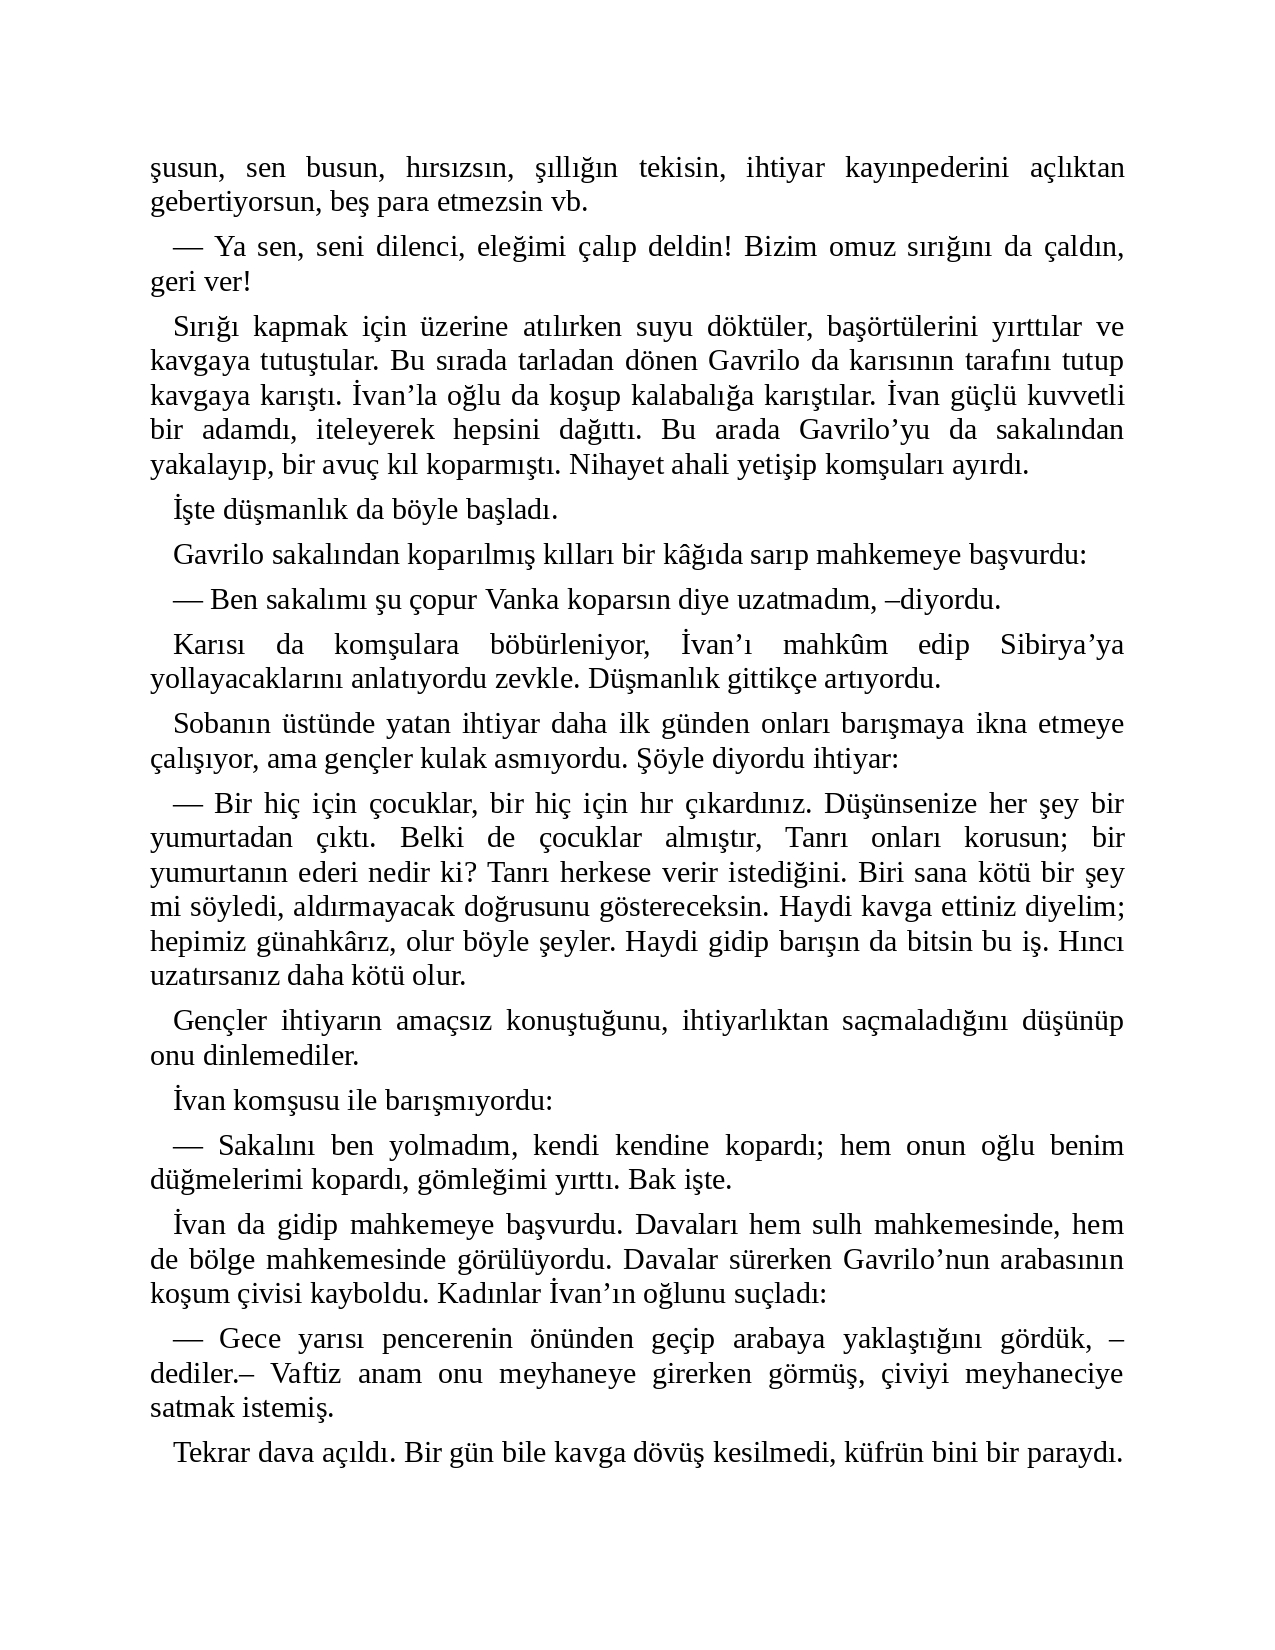 şusun, sen busun, hırsızsın, şıllığın tekisin, ihtiyar kayınpederini açlıktan
gebertiyorsun, beş para etmezsin vb.
— Ya sen, seni dilenci, eleğimi çalıp deldin! Bizim omuz sırığını da çaldın,
geri ver!
Sırığı kapmak için üzerine atılırken suyu döktüler, başörtülerini yırttılar ve
kavgaya tutuştular. Bu sırada tarladan dönen Gavrilo da karısının tarafını tutup
kavgaya karıştı. İvan’la oğlu da koşup kalabalığa karıştılar. İvan güçlü kuvvetli
bir adamdı, iteleyerek hepsini dağıttı. Bu arada Gavrilo’yu da sakalından
yakalayıp, bir avuç kıl koparmıştı. Nihayet ahali yetişip komşuları ayırdı.
İşte düşmanlık da böyle başladı.
Gavrilo sakalından koparılmış kılları bir kâğıda sarıp mahkemeye başvurdu:
— Ben sakalımı şu çopur Vanka koparsın diye uzatmadım, –diyordu.
Karısı da komşulara böbürleniyor, İvan’ı mahkûm edip Sibirya’ya
yollayacaklarını anlatıyordu zevkle. Düşmanlık gittikçe artıyordu.
Sobanın üstünde yatan ihtiyar daha ilk günden onları barışmaya ikna etmeye
çalışıyor, ama gençler kulak asmıyordu. Şöyle diyordu ihtiyar:
— Bir hiç için çocuklar, bir hiç için hır çıkardınız. Düşünsenize her şey bir
yumurtadan çıktı. Belki de çocuklar almıştır, Tanrı onları korusun; bir
yumurtanın ederi nedir ki? Tanrı herkese verir istediğini. Biri sana kötü bir şey
mi söyledi, aldırmayacak doğrusunu göstereceksin. Haydi kavga ettiniz diyelim;
hepimiz günahkârız, olur böyle şeyler. Haydi gidip barışın da bitsin bu iş. Hıncı
uzatırsanız daha kötü olur.
Gençler ihtiyarın amaçsız konuştuğunu, ihtiyarlıktan saçmaladığını düşünüp
onu dinlemediler.
İvan komşusu ile barışmıyordu:
— Sakalını ben yolmadım, kendi kendine kopardı; hem onun oğlu benim
düğmelerimi kopardı, gömleğimi yırttı. Bak işte.
İvan da gidip mahkemeye başvurdu. Davaları hem sulh mahkemesinde, hem
de bölge mahkemesinde görülüyordu. Davalar sürerken Gavrilo’nun arabasının
koşum çivisi kayboldu. Kadınlar İvan’ın oğlunu suçladı:
— Gece yarısı pencerenin önünden geçip arabaya yaklaştığını gördük, –
dediler.– Vaftiz anam onu meyhaneye girerken görmüş, çiviyi meyhaneciye
satmak istemiş.
Tekrar dava açıldı. Bir gün bile kavga dövüş kesilmedi, küfrün bini bir paraydı.